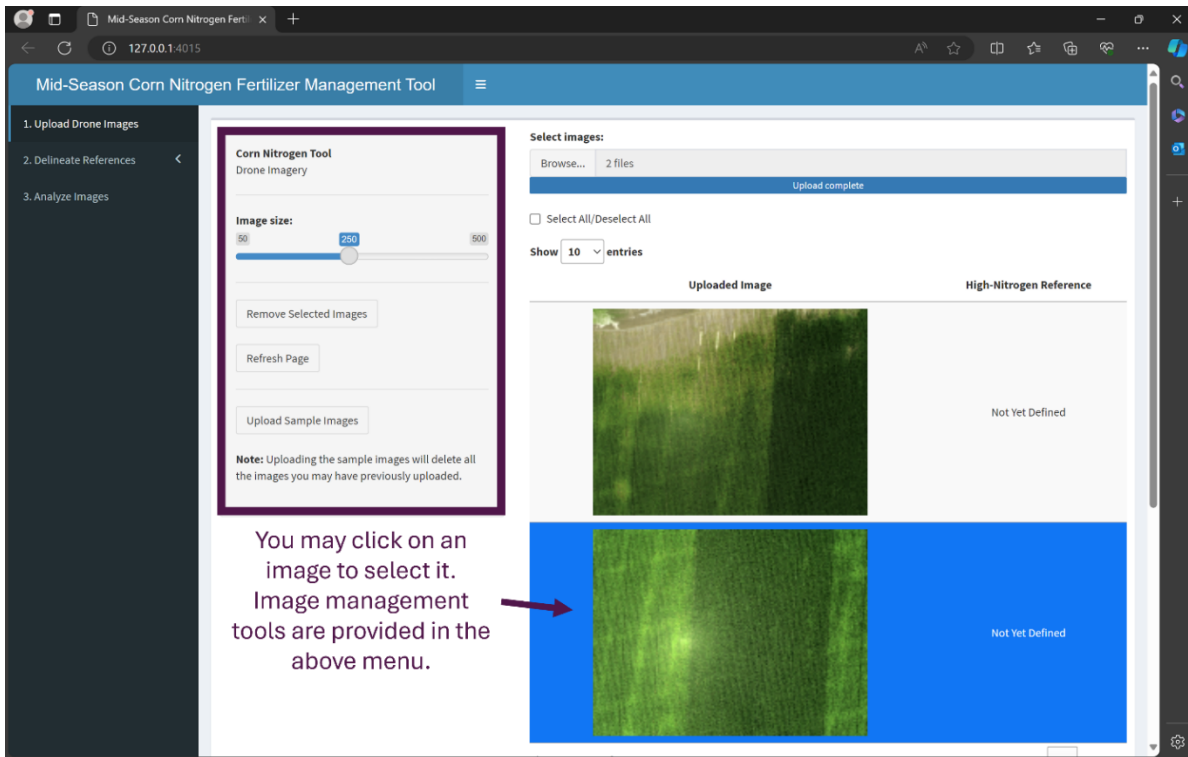 Mid-Season Corn Nitrogen Ferti
127.0.0.1:4015
Mid-Season Corn Nitrogen Fertilizer Management Tool
1. Upload Drone Images
2. Delineate References
3. Analyze Images
Corn Nitrogen Tool
Drone Imagery
Image size:
50
250
500
Remove Selected Images
Refresh Page
Upload Sample Images
Note: Uploading the sample images will delete all
the images you may have previously uploaded.
You may click on an
image to select it.
Image management
tools are provided in the
above menu.
Select images:
Browse... 2 files
Upload complete
Select All/Deselect All
Show 10 entries
Uploaded Image High-Nitrogen Reference
Not Yet Defined
Not Yet Defined